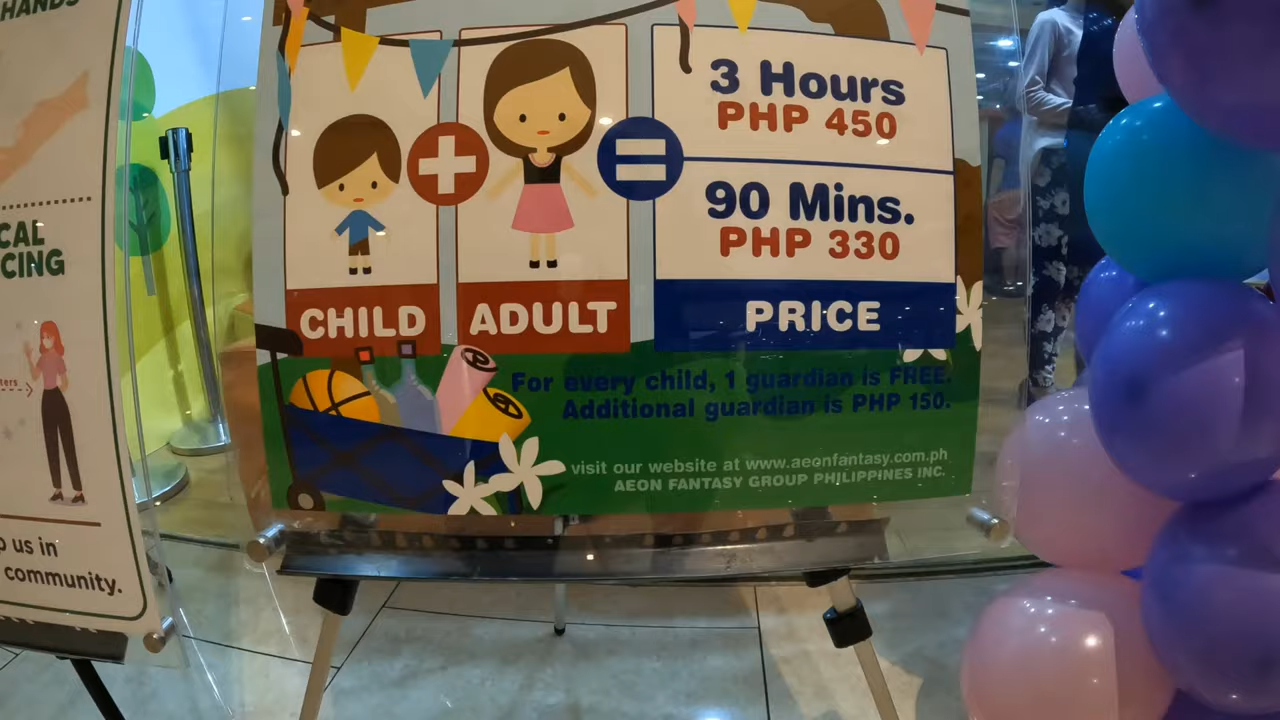 HANDS
CAL
CING
ters
p us in
community.
3 Hours
PHP 450
90 Mins.
PHP 330
CHILD
ADULT
PRICE
For every child, 1 guardian is FREE.
Additional guardian is PHP 150.
visit our website at www.aeonfantasy.com.ph
AEON FANTASY GROUP PHILIPPINES INC.